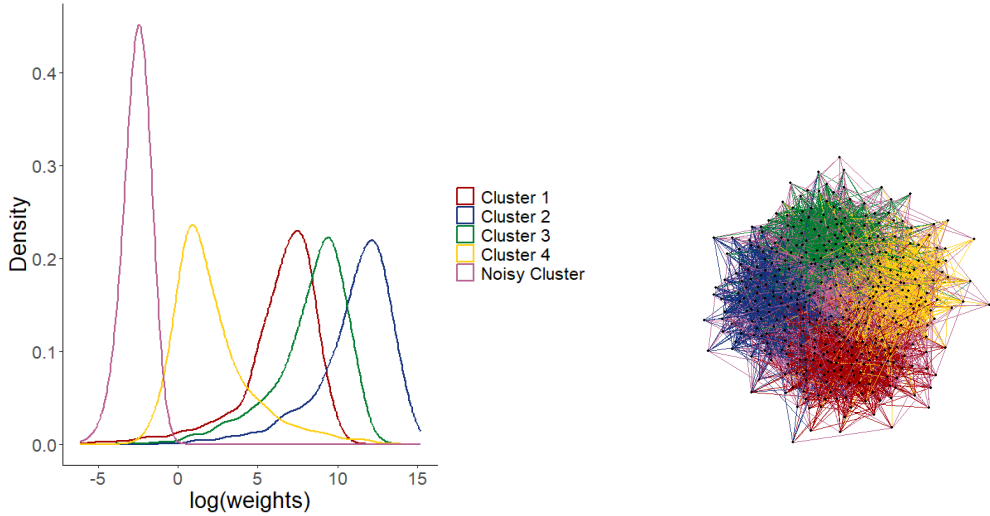 Density
0.4
0.3
0.2
0.1
0.0
-5 0 5 10 15
log(weights)
Cluster 1
Cluster 2
Cluster 3
Cluster 4
Noisy Cluster